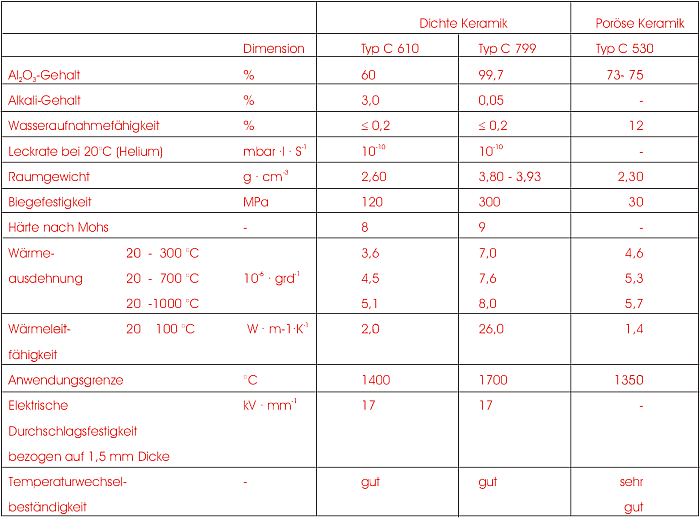 Dichte Keramik Poröse Keramik
Dimension Typ C 610 Typ C 799 Typ C 530
Al₂O₃-Gehalt % 60 99,7 73- 75
Alkali-Gehalt % 3,0 0,05 -
Wasseraufnahmefähigkeit % ≤ 0,2 ≤ 0,2 12
Leckrate bei 20°C (Helium) mbar ·l · S⁻¹ 10⁻¹⁰ 10⁻¹⁰ -
Raumgewicht g · cm⁻³ 2,60 3,80 - 3,93 2,30
Biegefestigkeit MPa 120 300 30
Härte nach Mohs - 8 9 -
Wärme- 20 - 300 °C 3,6 7,0 4,6
ausdehnung 20 - 700 °C 10⁻⁶ · grd⁻¹ 4,5 7,6 5,3
20 -1000 °C 5,1 8,0 5,7
Wärmeleit- 20 100 °C W · m-1·K⁻¹ 2,0 26,0 1,4
fähigkeit
Anwendungsgrenze °C 1400 1700 1350
Elektrische kV · mm⁻¹ 17 17 -
Durchschlagsfestigkeit
bezogen auf 1,5 mm Dicke
Temperaturwechsel- - gut gut sehr
beständigkeit gut